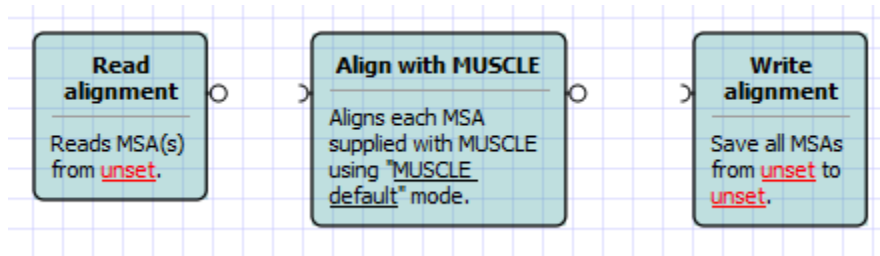 Read
alignment
Reads MSA(s)
from unset.
Align with MUSCLE
Aligns each MSA
supplied with MUSCLE
using "MUSCLE
default" mode.
Write
alignment
Save all MSAs
from unset to
unset.